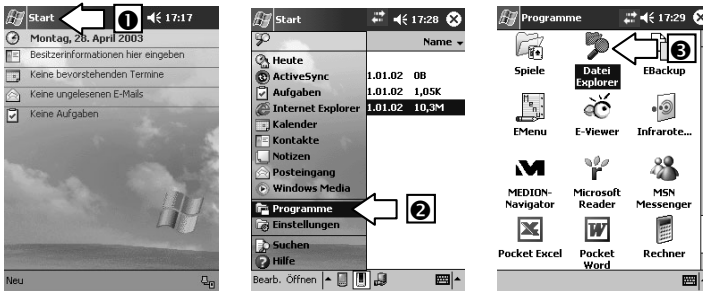 Start 17:17
1
Montag, 28. April 2003
Besitzerinformationen hier eingeben
Keine bevorstehenden Termine
Keine ungelesenen E-Mails
Keine Aufgaben
Neu
Start 17:28
Name
Heute
ActiveSync 1.01.02 0B
Aufgaben 1.01.02 1,05K
Internet Explorer 1.01.02 10,3M
Kalender
Kontakte
Notizen
Posteingang
Windows Media
Programme
2
Einstellungen
Suchen
Hilfe
Bearb. Öffnen
Programme 17:29
3
Spiele Datei Explorer EBackup
EMenu E-Viewer Infrarote...
MEDION-Navigator Microsoft Reader MSN Messenger
Pocket Excel Pocket Word Rechner